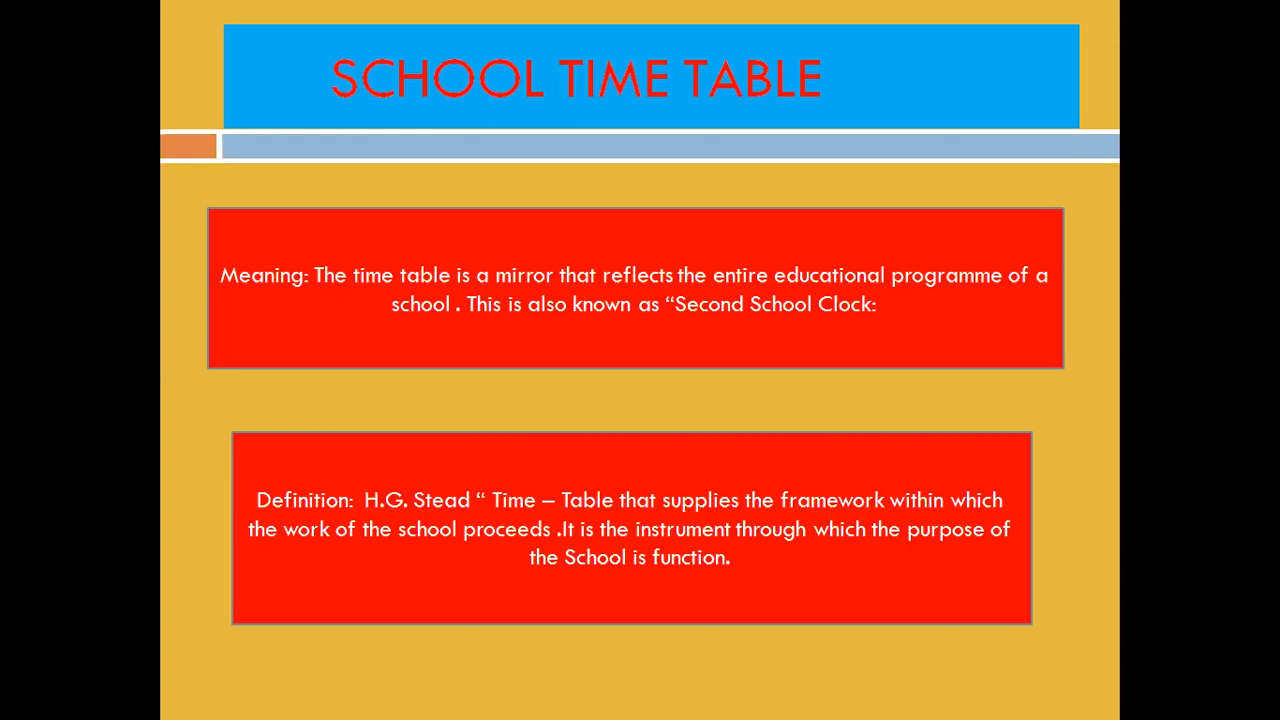 SCHOOL TIME TABLE
Meaning: The time table is a mirror that reflects the entire educational programme of a
school . This is also known as “Second School Clock:
Definition:  H.G. Stead “ Time – Table that supplies the framework within which
the work of the school proceeds .It is the instrument through which the purpose of
the School is function.